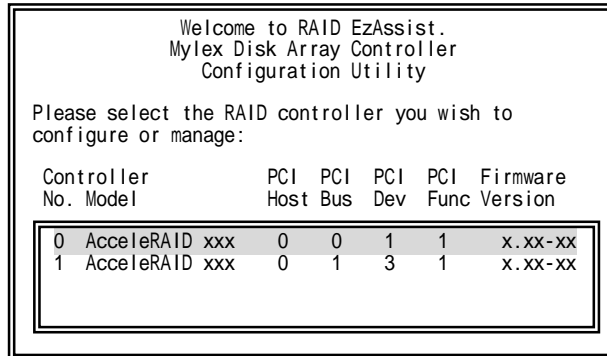 Welcome to RAID EzAssist.
Mylex Disk Array Controller
Configuration Utility
Please select the RAID controller you wish to
configure or manage:
Controller PCI PCI PCI PCI Firmware
No. Model Host Bus Dev Func Version
0 AcceleRAID xxx 0 0 1 1 x.xx-xx
1 AcceleRAID xxx 0 1 3 1 x.xx-xx